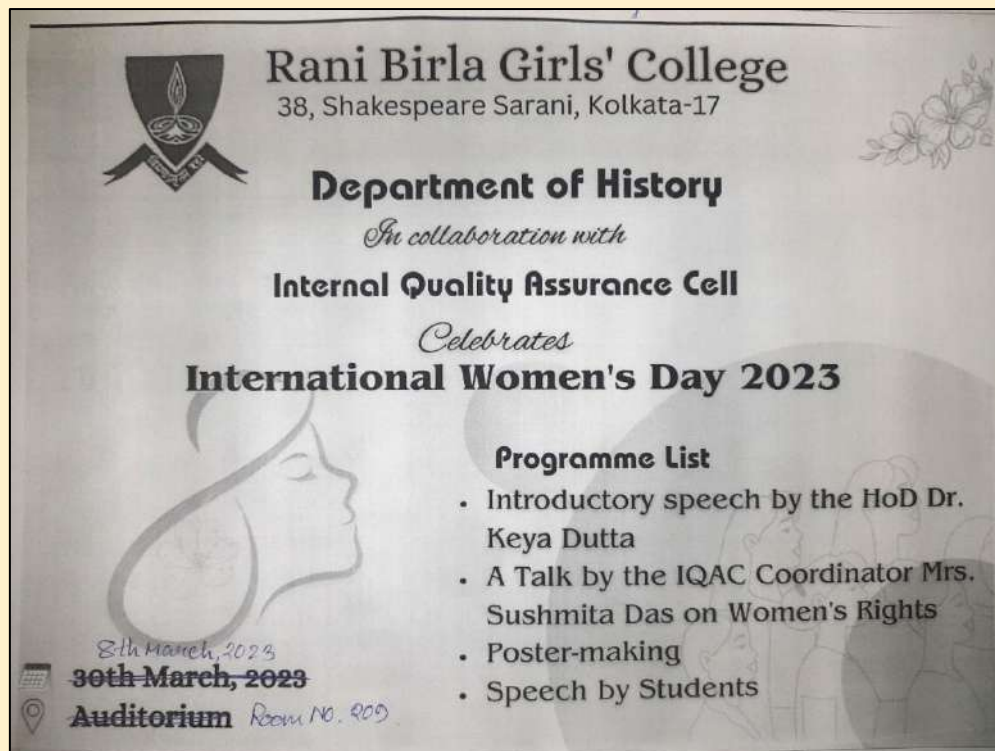 Rani Birla Girls' College
38, Shakespeare Sarani, Kolkata-17
Department of History
In collaboration with
Internal Quality Assurance Cell
Celebrates
International Women's Day 2023
Programme List
• Introductory speech by the HoD Dr.
Keya Dutta
• A Talk by the IQAC Coordinator Mrs.
Sushmita Das on Women's Rights
• Poster-making
• Speech by Students
8th March, 2023
30th March, 2023
Auditorium Room No. 209